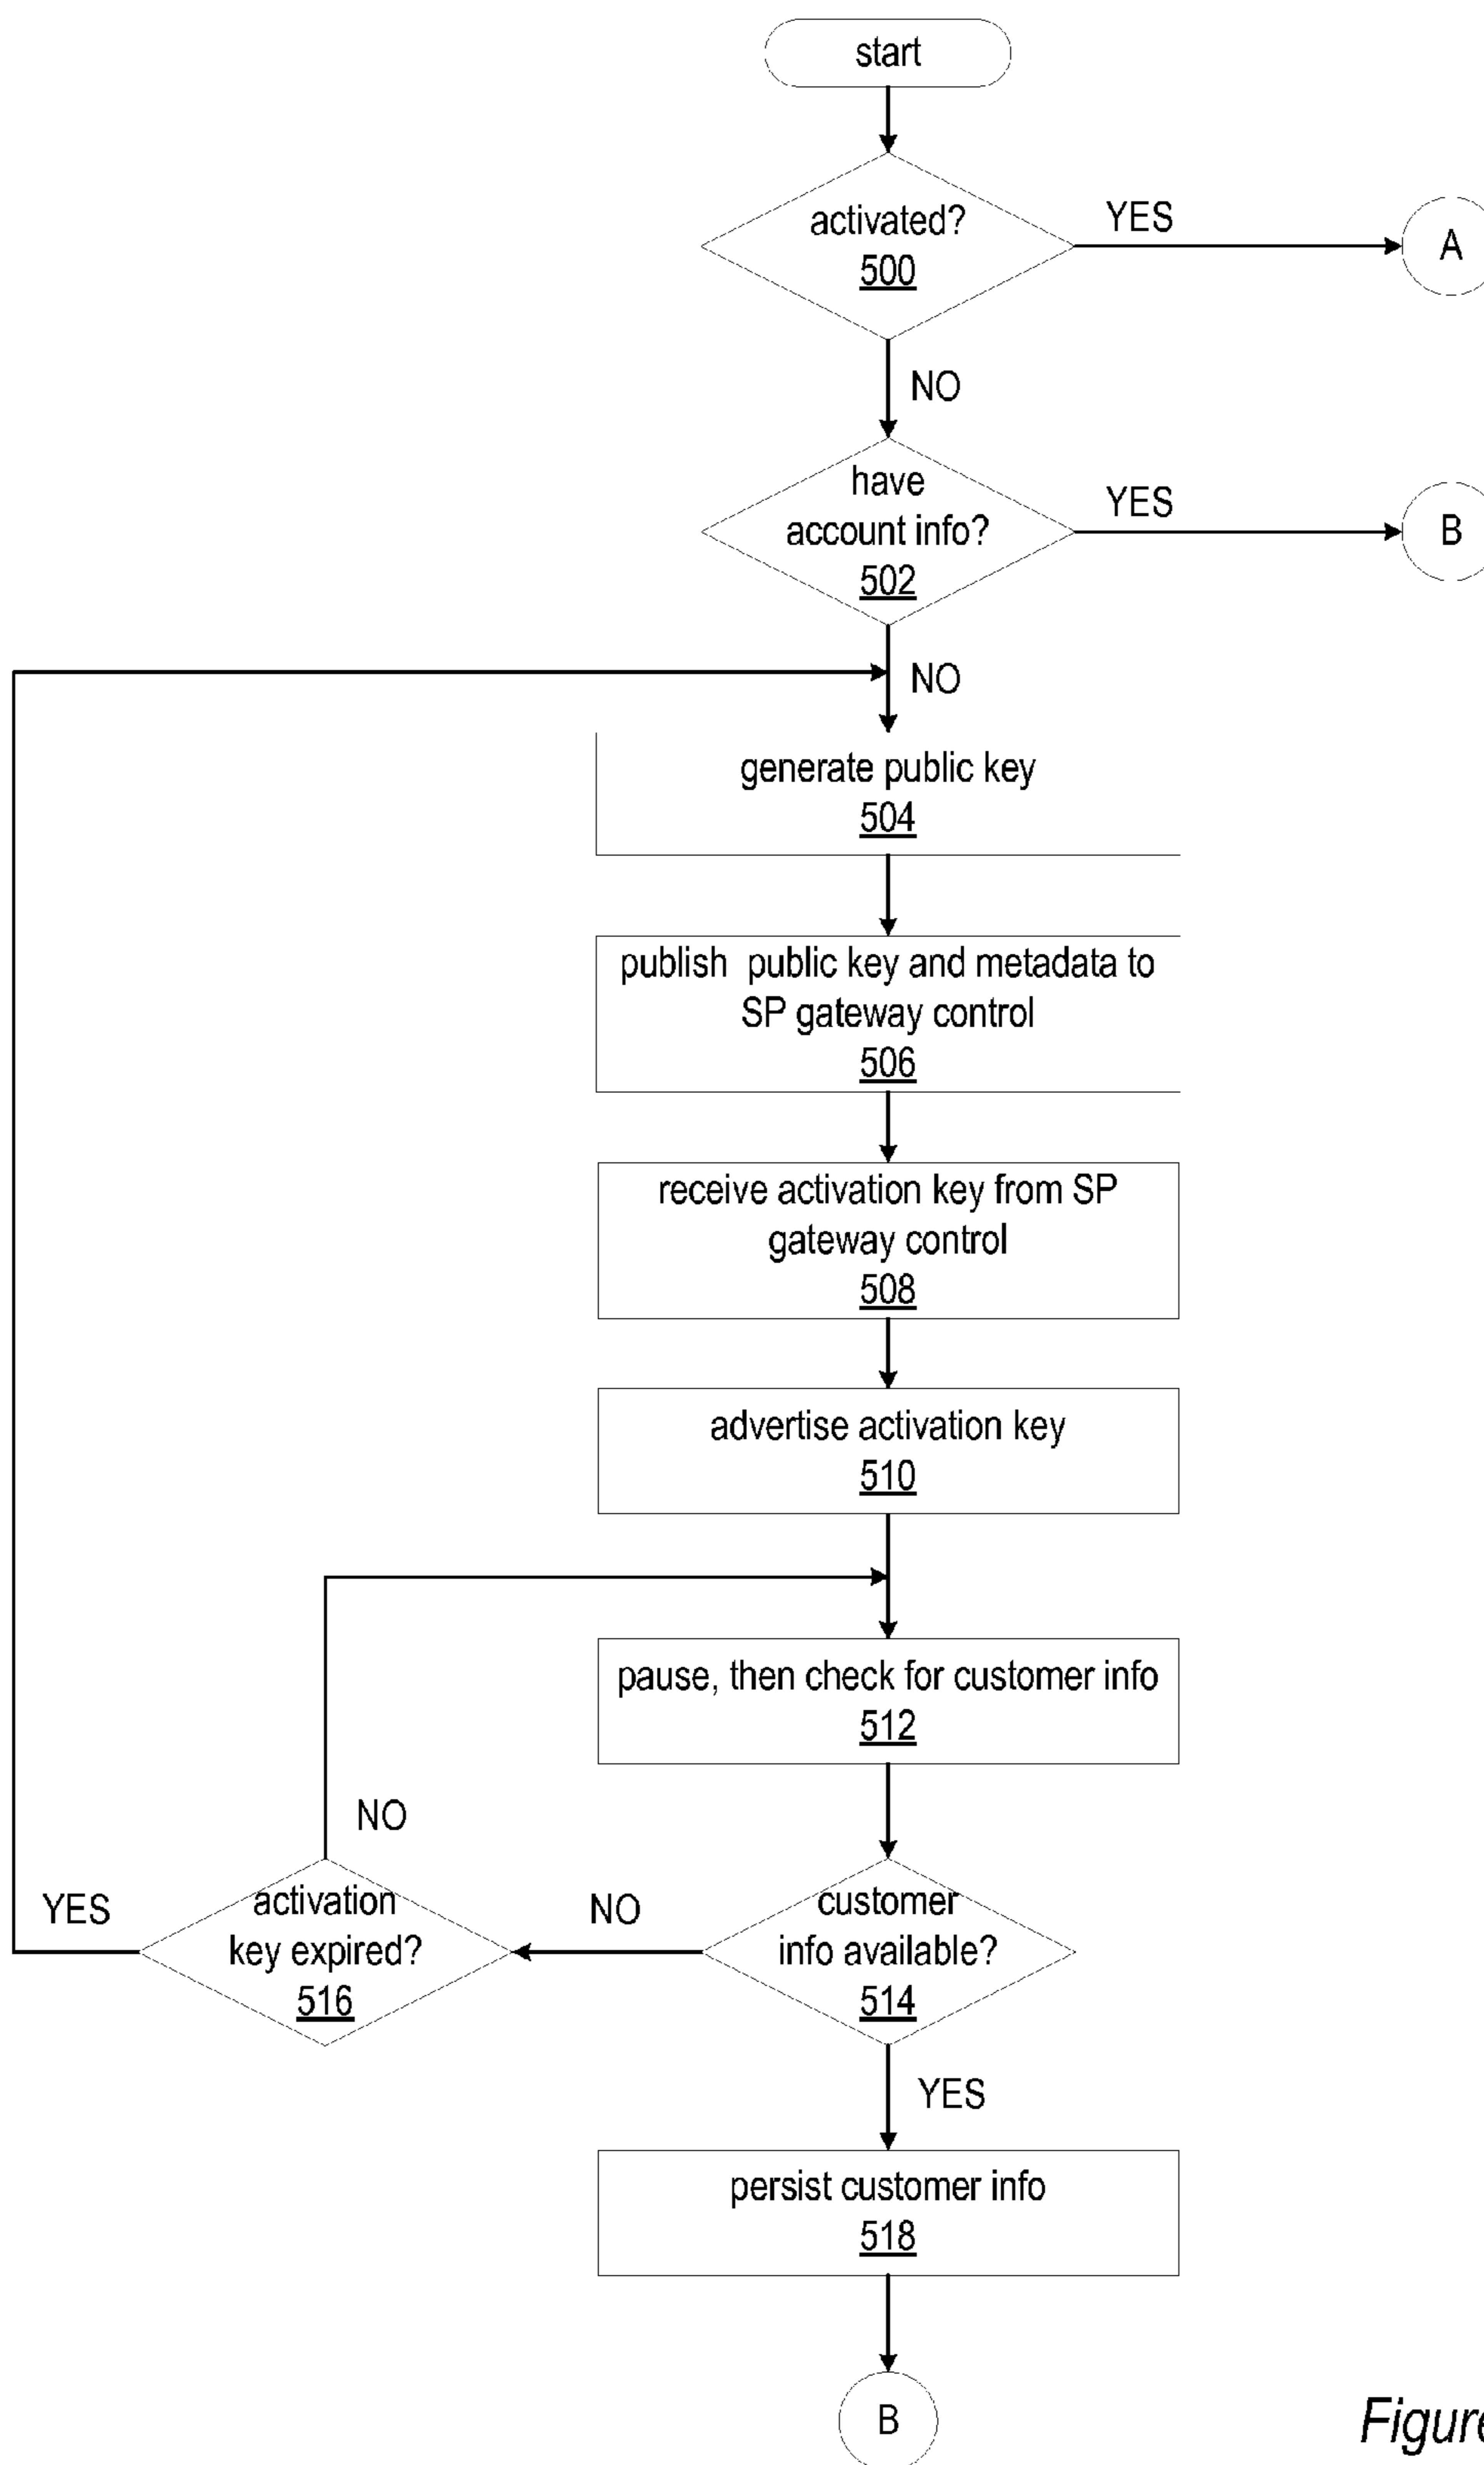 start
activated?
500
YES
A
NO
have
account info?
502
YES
B
NO
generate public key
504
publish public key and metadata to
SP gateway control
506
receive activation key from SP
gateway control
508
advertise activation key
510
pause, then check for customer info
512
NO
YES
activation
key expired?
516
NO
customer
info available?
514
YES
persist customer info
518
B
Figure